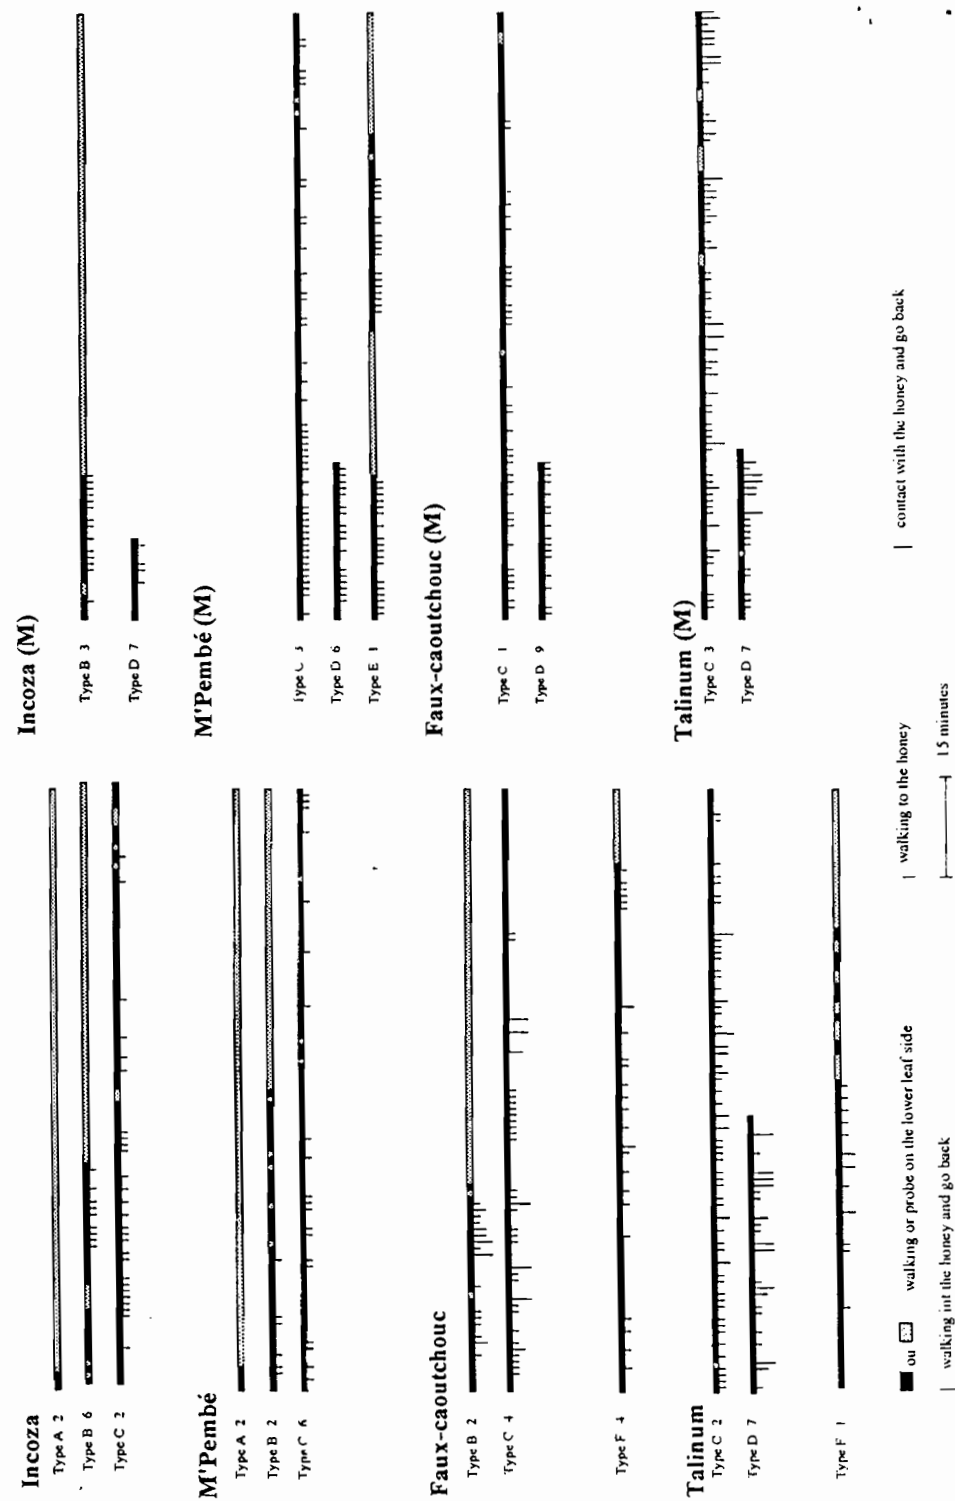 Incoza
Type A 2
Type B 6
Type C 2
M'Pembé
Type A 2
Type B 2
Type C 6
Faux-caoutchouc
Type B 2
Type C 4
Type F 4
Talinum
Type C 2
Type D 7
Type F 1
Incoza (M)
Type B 3
Type D 7
M'Pembé (M)
Type C 3
Type D 6
Type E 1
Faux-caoutchouc (M)
Type C 1
Type D 9
Talinum (M)
Type C 3
Type D 7
ou walking or probe on the lower leaf side
walking to the honey
contact with the honey and go back
walking int the honey and go back
15 minutes